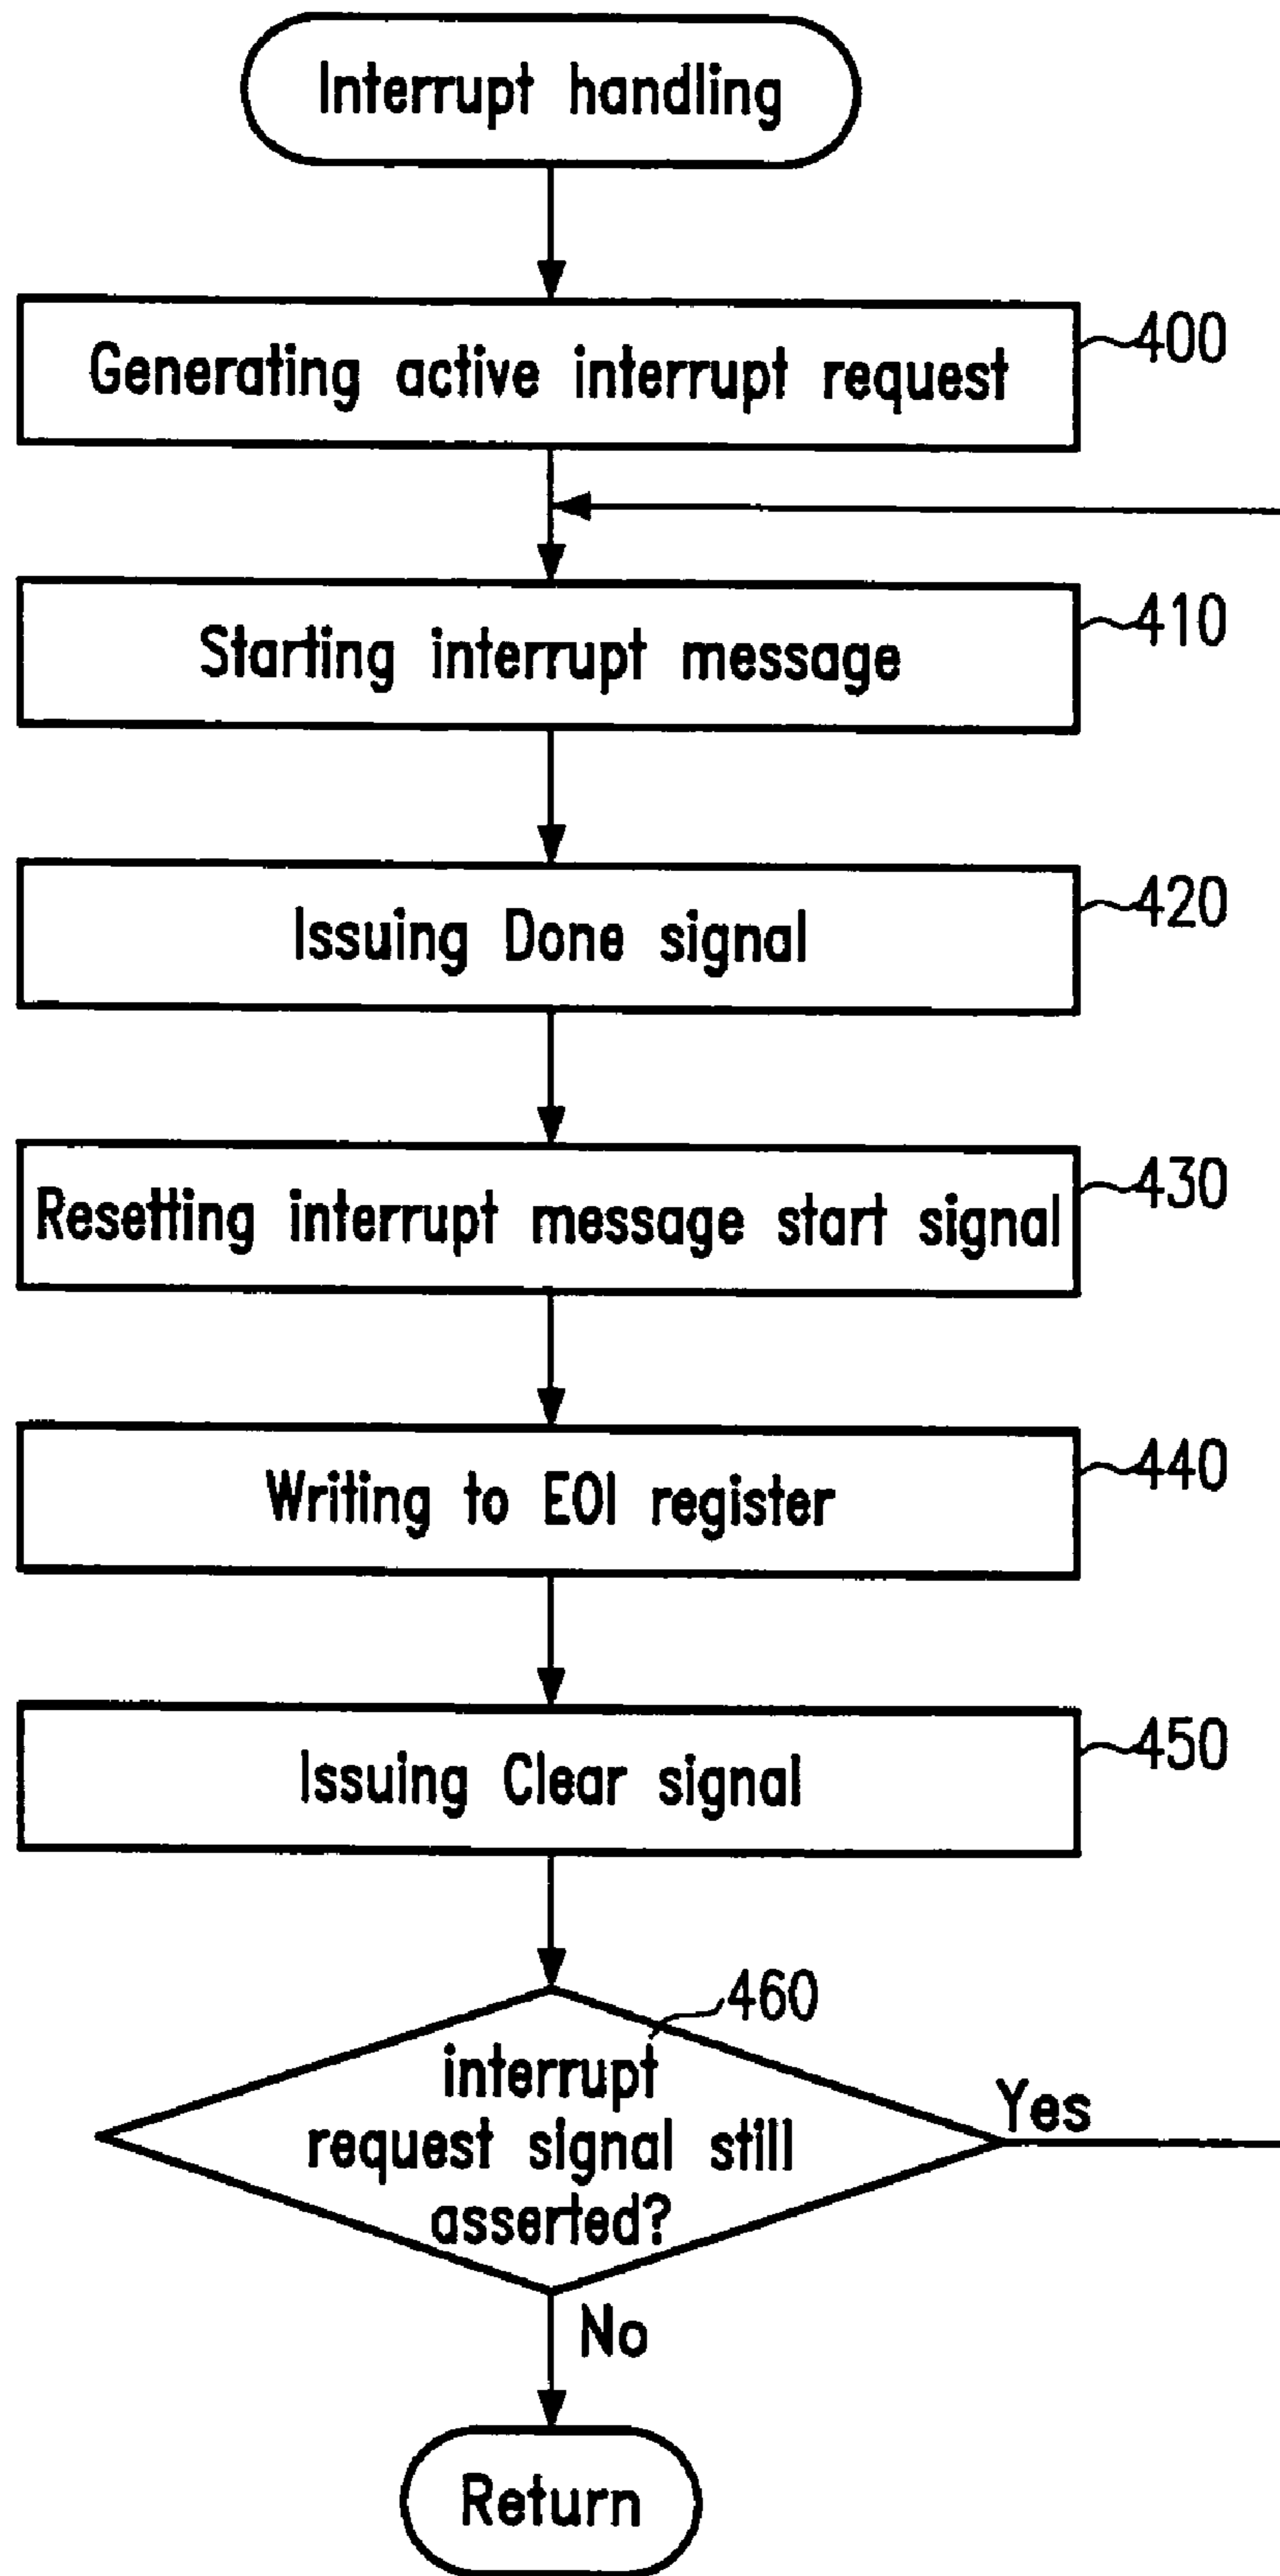 Interrupt handling
Generating active interrupt request
400
Starting interrupt message
410
Issuing Done signal
420
Resetting interrupt message start signal
430
Writing to EOI register
440
Issuing Clear signal
450
460
interrupt
request signal still
asserted?
Yes
No
Return